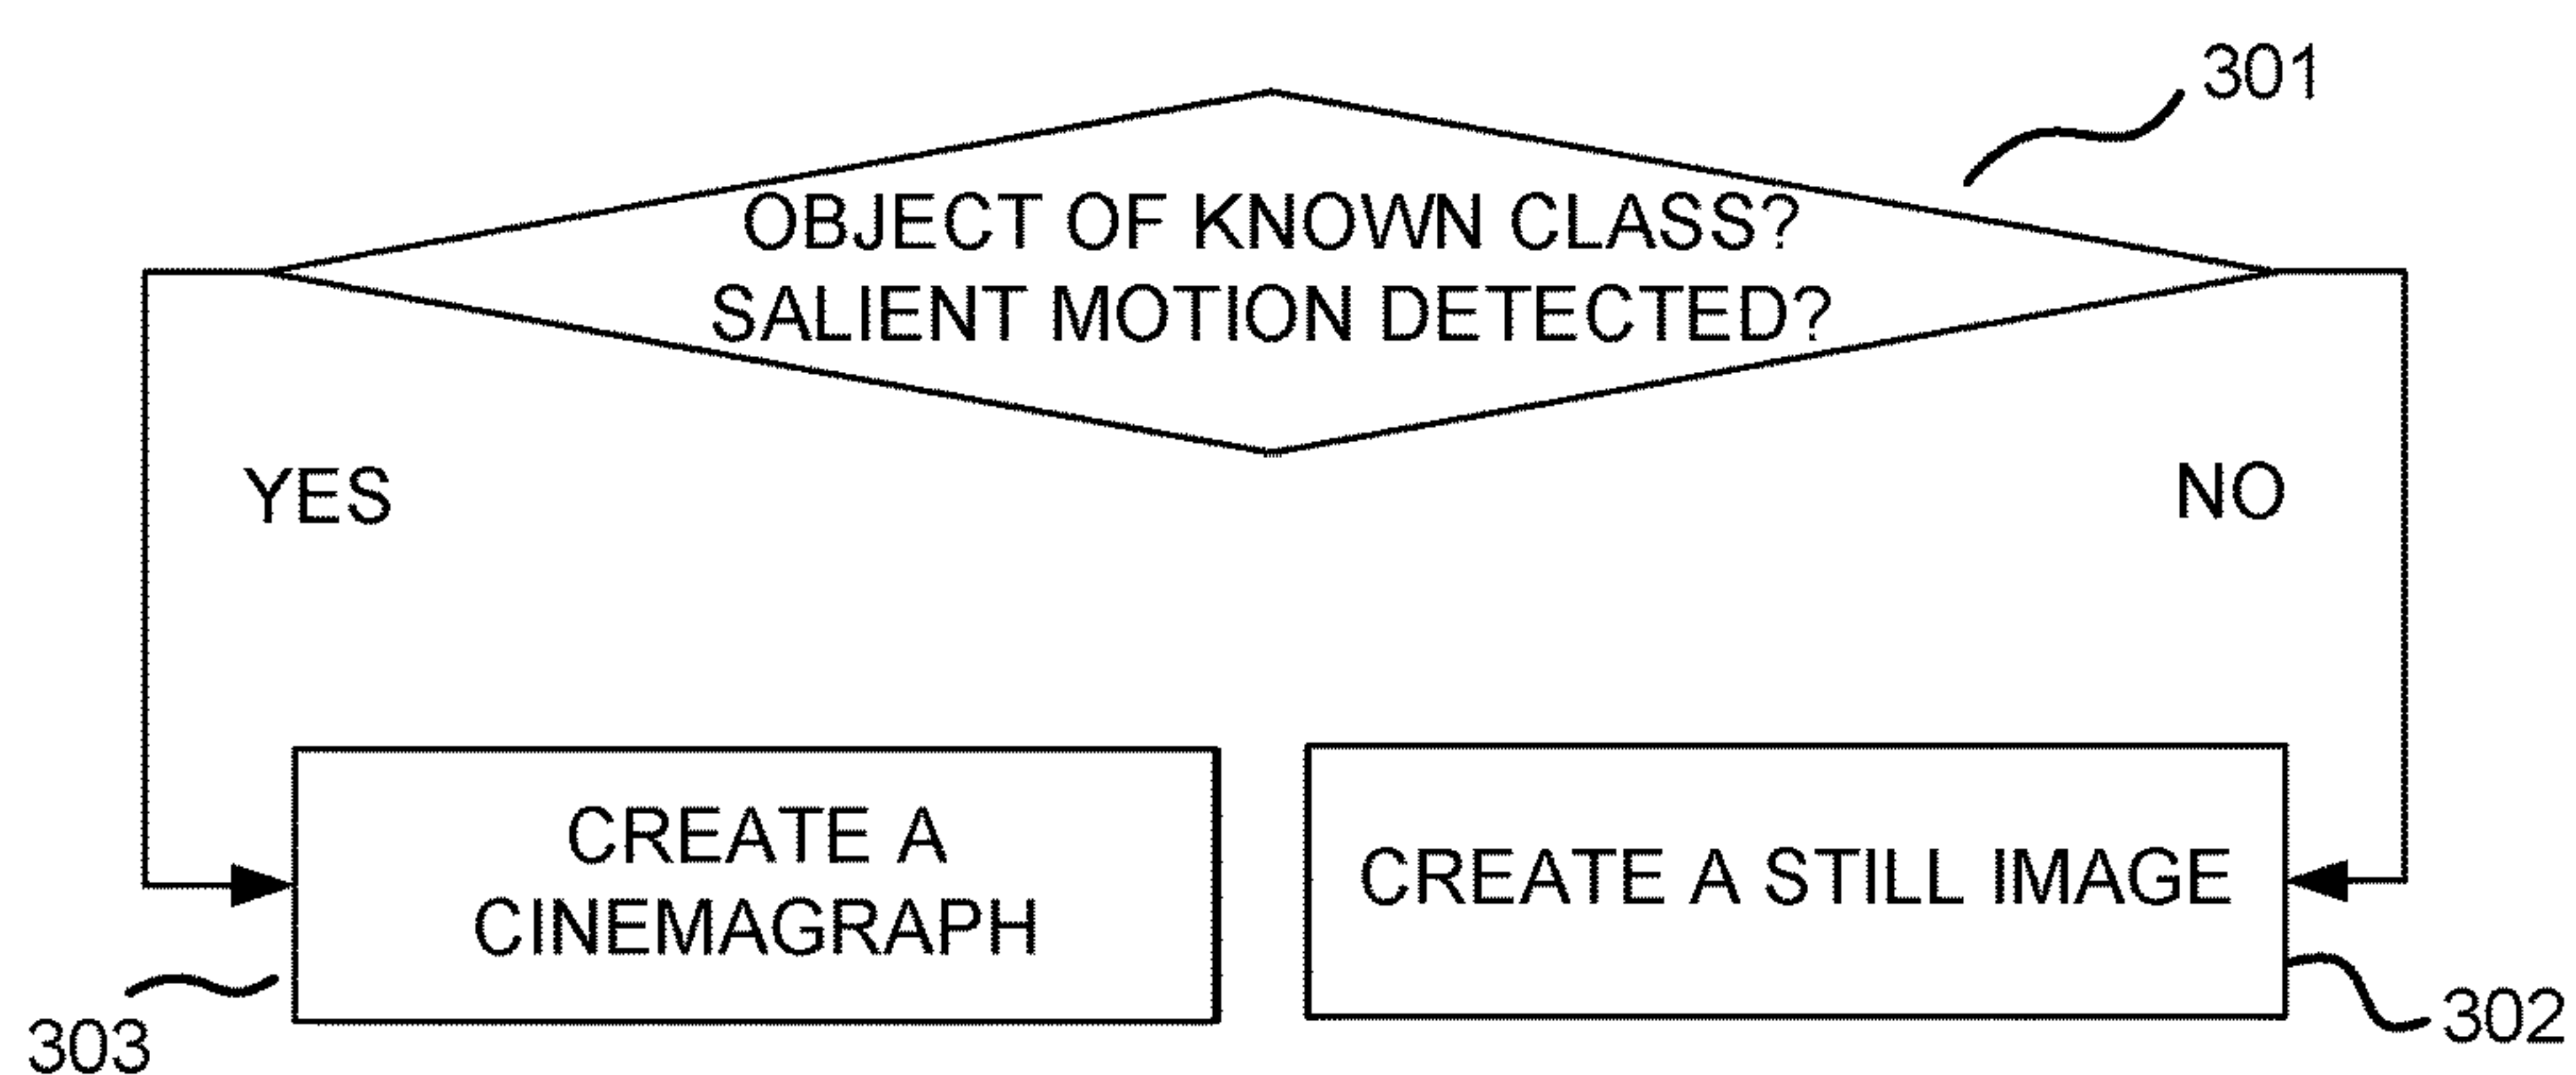 301
OBJECT OF KNOWN CLASS?
SALIENT MOTION DETECTED?
YES
NO
CREATE A
CINEMAGRAPH
CREATE A STILL IMAGE
303
302